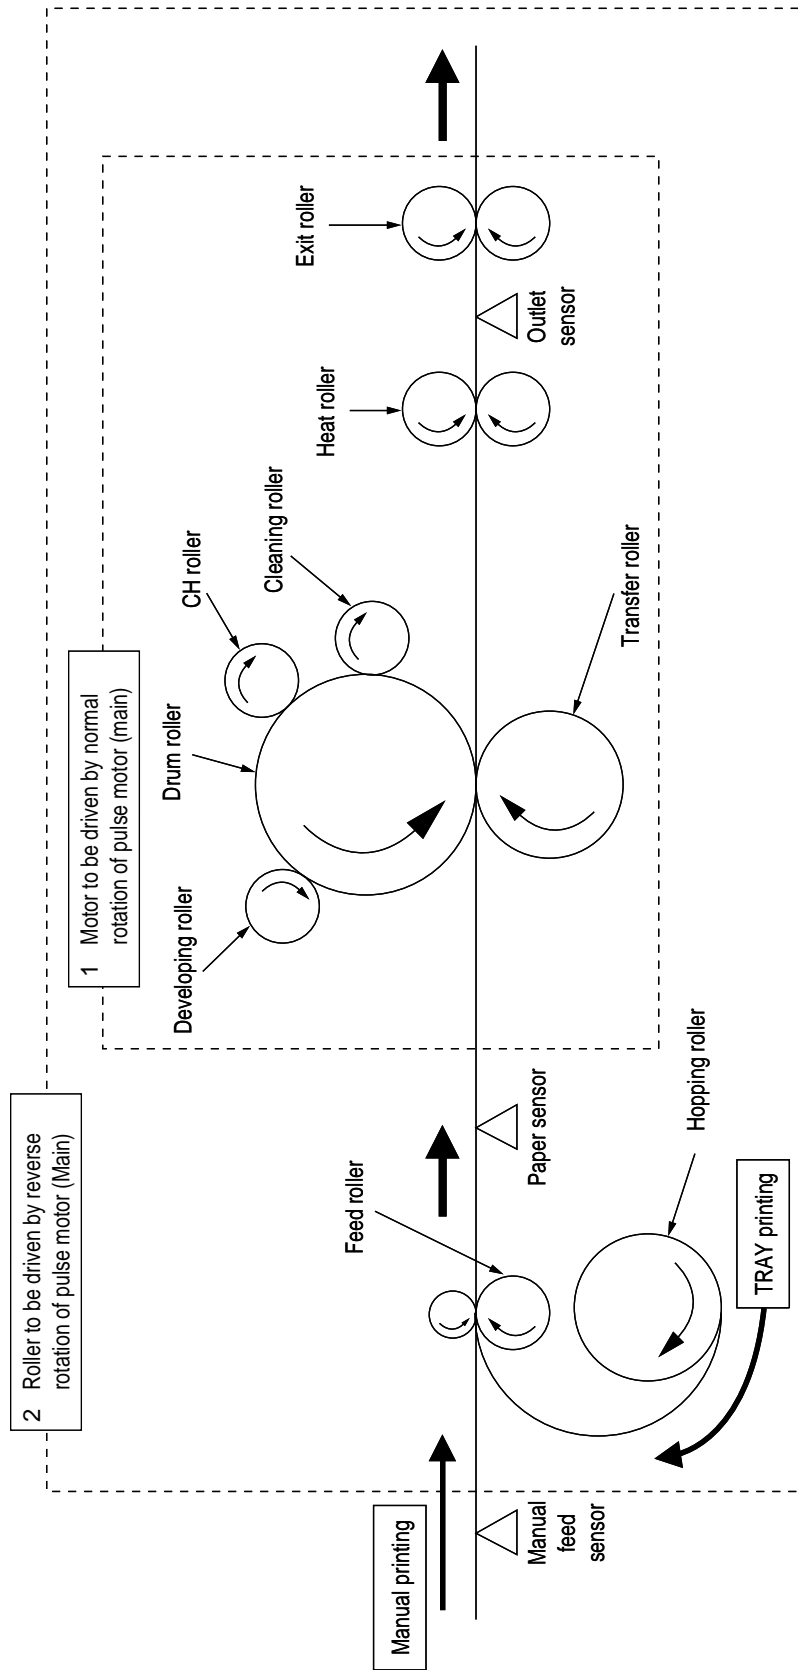 2 Roller to be driven by reverse
rotation of pulse motor (Main)
1 Motor to be driven by normal
rotation of pulse motor (main)
Developing roller
Drum roller
CH roller
Cleaning roller
Heat roller
Exit roller
Manual printing
Feed roller
Manual
feed
sensor
Paper sensor
Outlet
sensor
Transfer roller
Hopping roller
TRAY printing